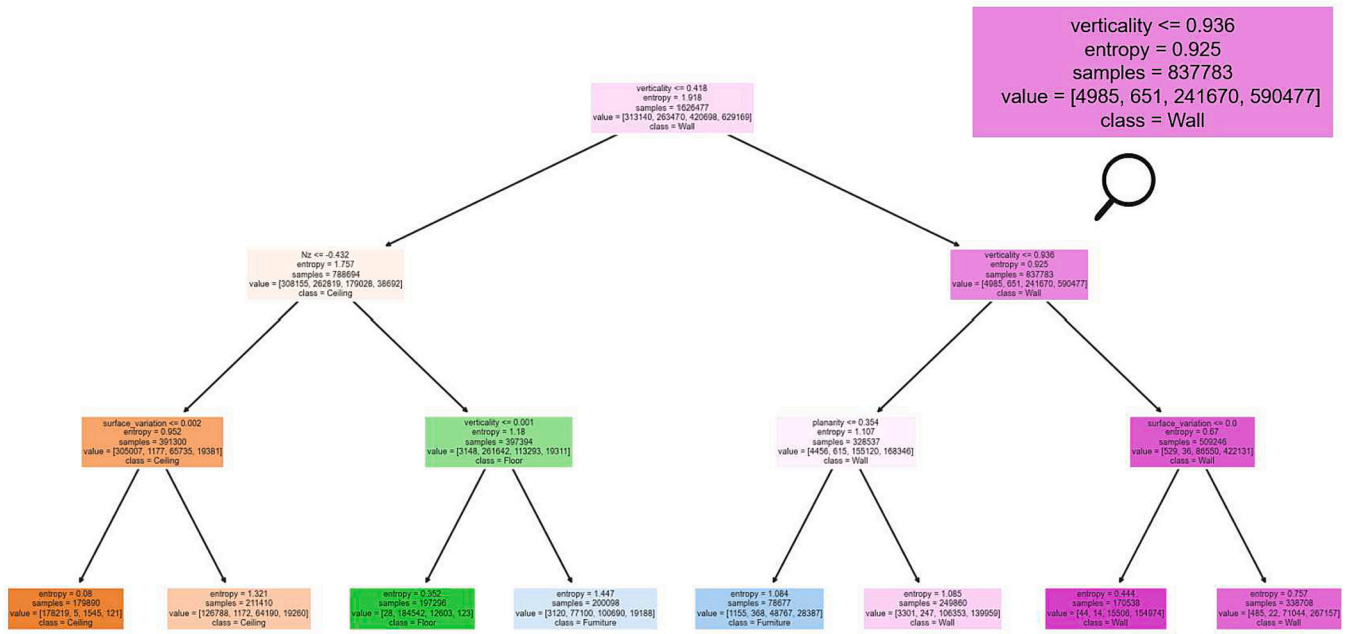 verticality <= 0.936
entropy = 0.925
samples = 837783
value = [4985, 651, 241670, 590477]
class = Wall
verticality <= 0.418
entropy = 1.918
samples = 1626477
value = [313140, 263470, 420698, 629169]
class = Wall
Nz <= -0.432
entropy = 1.757
samples = 788694
value = [308155, 262819, 179028, 38692]
class = Ceiling
verticality <= 0.936
entropy = 0.925
samples = 837783
value = [4985, 651, 241670, 590477]
class = Wall
surface_variation <= 0.002
entropy = 0.952
samples = 391300
value = [305007, 1177, 65735, 19381]
class = Ceiling
verticality <= 0.001
entropy = 1.18
samples = 397394
value = [3148, 261642, 113293, 19311]
class = Floor
planarity <= 0.354
entropy = 1.107
samples = 328537
value = [4456, 615, 155120, 168346]
class = Wall
surface_variation <= 0.0
entropy = 0.67
samples = 509246
value = [529, 36, 86550, 422131]
class = Wall
entropy = 0.08
samples = 179890
value = [178219, 5, 1545, 121]
class = Ceiling
entropy = 1.321
samples = 211410
value = [126788, 1172, 64190, 19260]
class = Ceiling
entropy = 0.352
samples = 197296
value = [28, 184542, 12603, 123]
class = Floor
entropy = 1.447
samples = 200098
value = [3120, 77100, 100690, 19188]
class = Furniture
entropy = 1.084
samples = 78677
value = [1155, 368, 48767, 28387]
class = Furniture
entropy = 1.085
samples = 249860
value = [3301, 247, 106353, 139959]
class = Wall
entropy = 0.444
samples = 170538
value = [44, 14, 15506, 154974]
class = Wall
entropy = 0.757
samples = 338708
value = [485, 22, 71044, 267157]
class = Wall